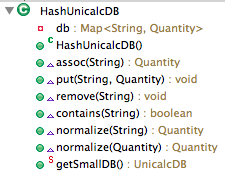 HashUnicalcDB
db : Map<String, Quantity>
HashUnicalcDB()
assoc(String) : Quantity
put(String, Quantity) : void
remove(String) : void
contains(String) : boolean
normalize(String) : Quantity
normalize(Quantity) : Quantity
getSmallDB() : UnicalcDB